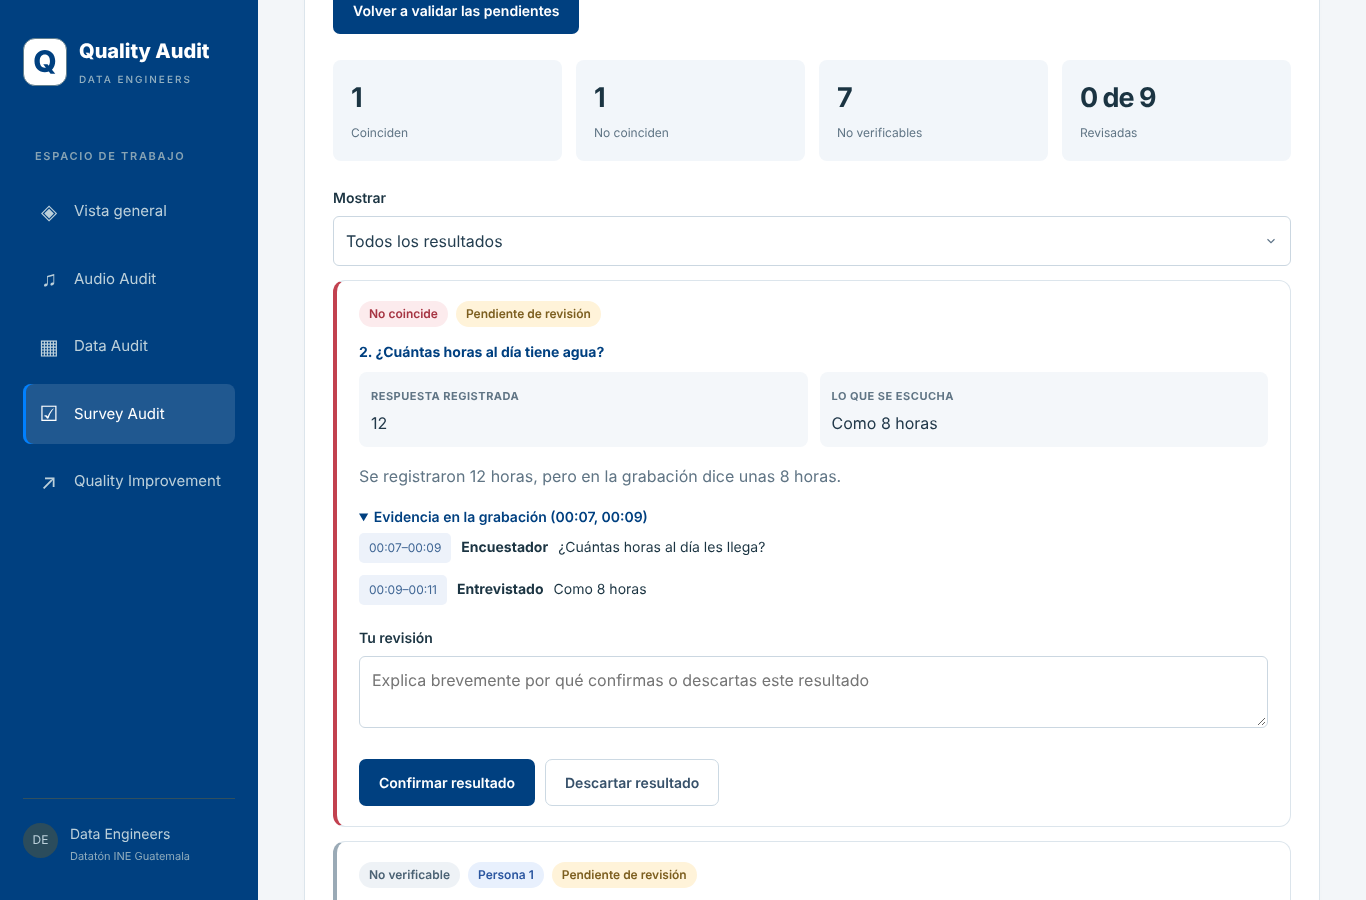 Q
Quality Audit
DATA ENGINEERS
ESPACIO DE TRABAJO
Vista general
Audio Audit
Data Audit
Survey Audit
Quality Improvement
DE
Data Engineers
Datatón INE Guatemala
Volver a validar las pendientes
1
Coinciden
1
No coinciden
7
No verificables
0 de 9
Revisadas
Mostrar
Todos los resultados
No coincide
Pendiente de revisión
2. ¿Cuántas horas al día tiene agua?
RESPUESTA REGISTRADA
12
LO QUE SE ESCUCHA
Como 8 horas
Se registraron 12 horas, pero en la grabación dice unas 8 horas.
Evidencia en la grabación (00:07, 00:09)
00:07–00:09 Encuestador ¿Cuántas horas al día les llega?
00:09–00:11 Entrevistado Como 8 horas
Tu revisión
Explica brevemente por qué confirmas o descartas este resultado
Confirmar resultado
Descartar resultado
No verificable
Persona 1
Pendiente de revisión